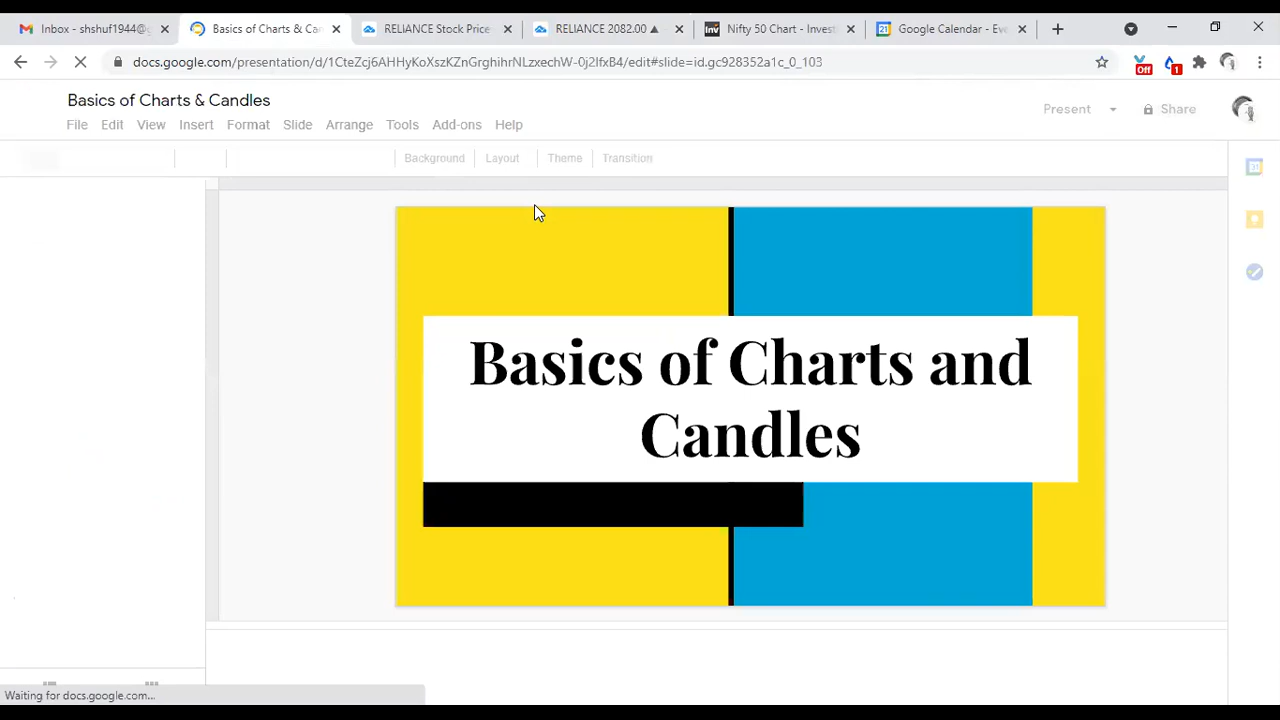 Inbox - shshuf1944@g
Basics of Charts & Ca
RELIANCE Stock Price
RELIANCE 2082.00 ▲
Nifty 50 Chart - Invest
Google Calendar - Eve
docs.google.com/presentation/d/
/edit#slide=id.gc928352a1c_0_103
Off
1
Basics of Charts & Candles
File Edit View Insert Format Slide Arrange Tools Add-ons Help
Present
Share
Background Layout Theme Transition
Basics of Charts and
Candles
Waiting for docs.google.com...